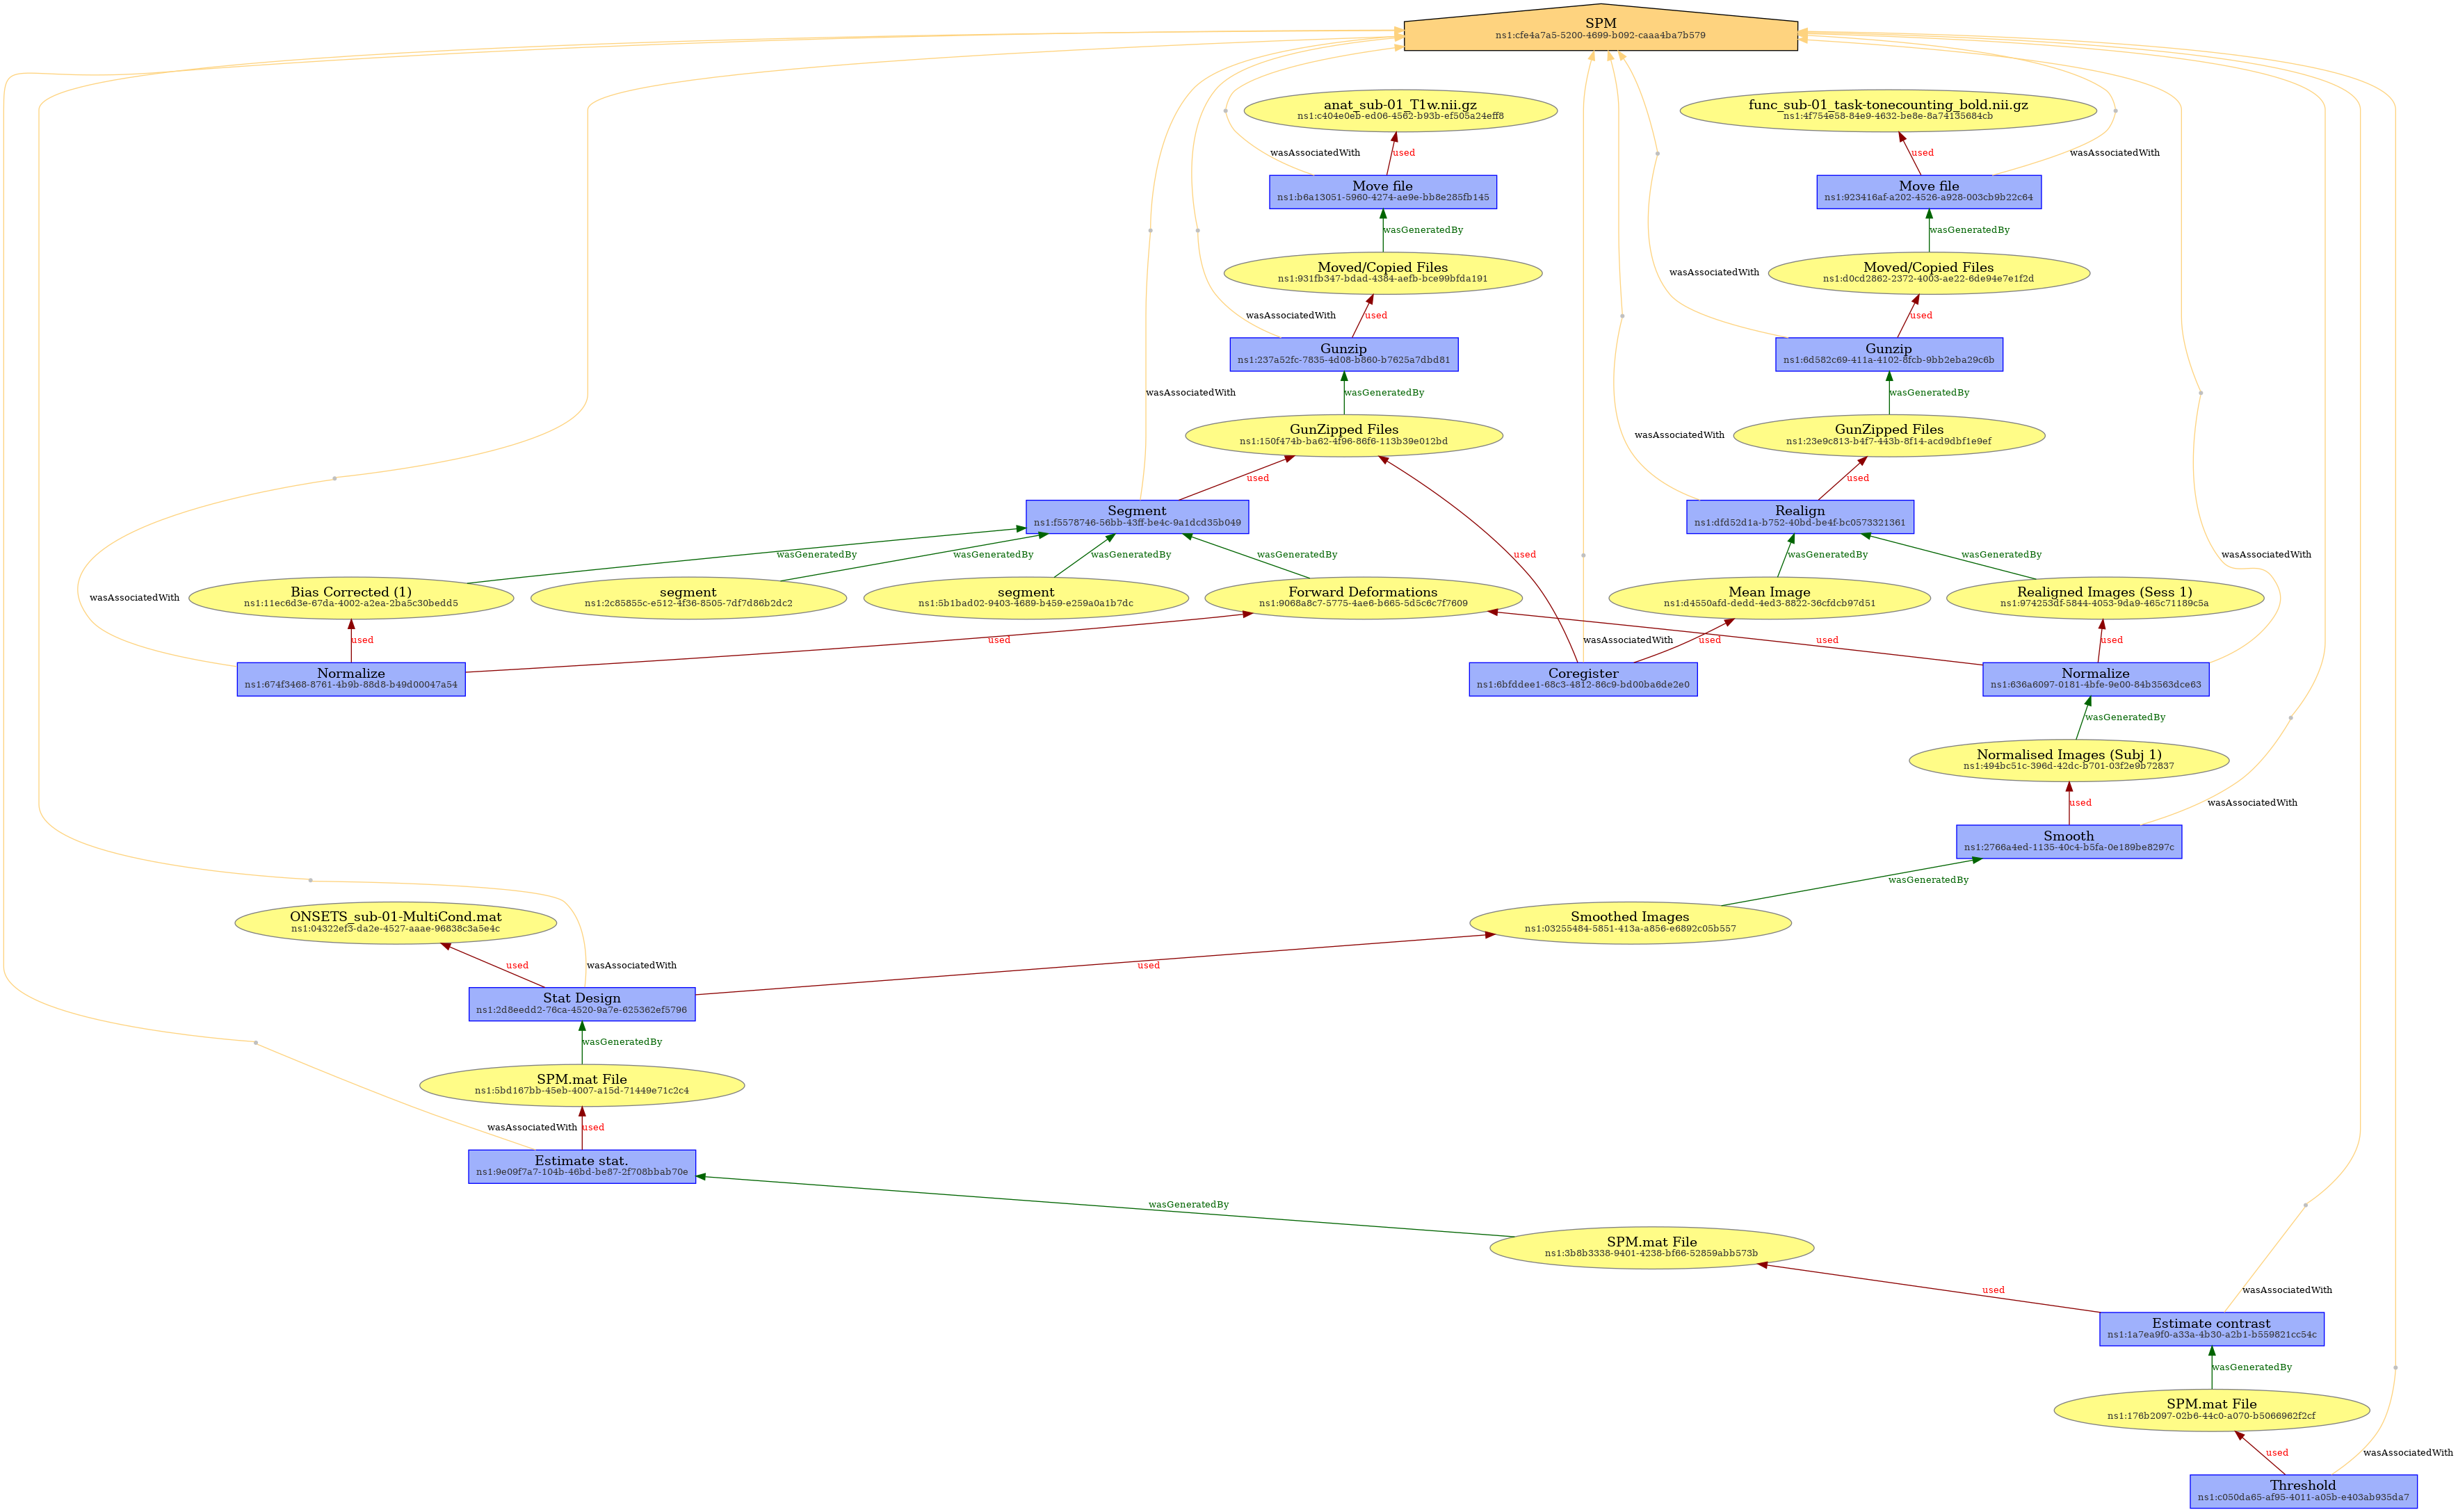 SPM
ns1:cfe4a7a5-5200-4699-b092-caaa4ba7b579
anat_sub-01_T1w.nii.gz
ns1:c404e0eb-ed06-4562-b93b-ef505a24eff8
func_sub-01_task-tonecounting_bold.nii.gz
ns1:4f754e58-84e9-4632-be8e-8a74135684cb
wasAssociatedWith
used
used
wasAssociatedWith
Move file
ns1:b6a13051-5960-4274-ae9e-bb8e285fb145
Move file
ns1:923416af-a202-4526-a928-003cb9b22c64
wasGeneratedBy
wasGeneratedBy
Moved/Copied Files
ns1:931fb347-bdad-4384-aefb-bce99bfda191
Moved/Copied Files
ns1:d0cd2862-2372-4003-ae22-6de94e7e1f2d
wasAssociatedWith
wasAssociatedWith
used
used
Gunzip
ns1:237a52fc-7835-4d08-b860-b7625a7dbd81
Gunzip
ns1:6d582c69-411a-4102-8fcb-9bb2eba29c6b
wasAssociatedWith
wasGeneratedBy
wasGeneratedBy
GunZipped Files
ns1:150f474b-ba62-4f96-86f6-113b39e012bd
GunZipped Files
ns1:23e9c813-b4f7-443b-8f14-acd9dbf1e9ef
wasAssociatedWith
used
used
Segment
ns1:f5578746-56bb-43ff-be4c-9a1dcd35b049
Realign
ns1:dfd52d1a-b752-40bd-be4f-bc0573321361
wasGeneratedBy
wasGeneratedBy
wasGeneratedBy
wasGeneratedBy
used
wasGeneratedBy
wasGeneratedBy
wasAssociatedWith
Bias Corrected (1)
ns1:11ec6d3e-67da-4002-a2ea-2ba5c30bedd5
segment
ns1:2c85855c-e512-4f36-8505-7df7d86b2dc2
segment
ns1:5b1bad02-9403-4689-b459-e259a0a1b7dc
Forward Deformations
ns1:9068a8c7-5775-4ae6-b665-5d5c6c7f7609
Mean Image
ns1:d4550afd-dedd-4ed3-8822-36cfdcb97d51
Realigned Images (Sess 1)
ns1:974253df-5844-4053-9da9-465c71189c5a
wasAssociatedWith
used
used
wasAssociatedWith
used
used
used
Normalize
ns1:674f3468-8761-4b9b-88d8-b49d00047a54
Coregister
ns1:6bfddee1-68c3-4812-86c9-bd00ba6de2e0
Normalize
ns1:636a6097-0181-4bfe-9e00-84b3563dce63
wasGeneratedBy
Normalised Images (Subj 1)
ns1:494bc51c-396d-42dc-b701-03f2e9b72837
used
wasAssociatedWith
Smooth
ns1:2766a4ed-1135-40c4-b5fa-0e189be8297c
wasGeneratedBy
ONSETS_sub-01-MultiCond.mat
ns1:04322ef3-da2e-4527-aaae-96838c3a5e4c
Smoothed Images
ns1:03255484-5851-413a-a856-e6892c05b557
used
wasAssociatedWith
used
Stat Design
ns1:2d8eedd2-76ca-4520-9a7e-625362ef5796
wasGeneratedBy
SPM.mat File
ns1:5bd167bb-45eb-4007-a15d-71449e71c2c4
wasAssociatedWith
used
Estimate stat.
ns1:9e09f7a7-104b-46bd-be87-2f708bbab70e
wasGeneratedBy
SPM.mat File
ns1:3b8b3338-9401-4238-bf66-52859abb573b
used
wasAssociatedWith
Estimate contrast
ns1:1a7ea9f0-a33a-4b30-a2b1-b559821cc54c
wasGeneratedBy
SPM.mat File
ns1:176b2097-02b6-44c0-a070-b5066962f2cf
used
wasAssociatedWith
Threshold
ns1:c050da65-af95-4011-a05b-e403ab935da7